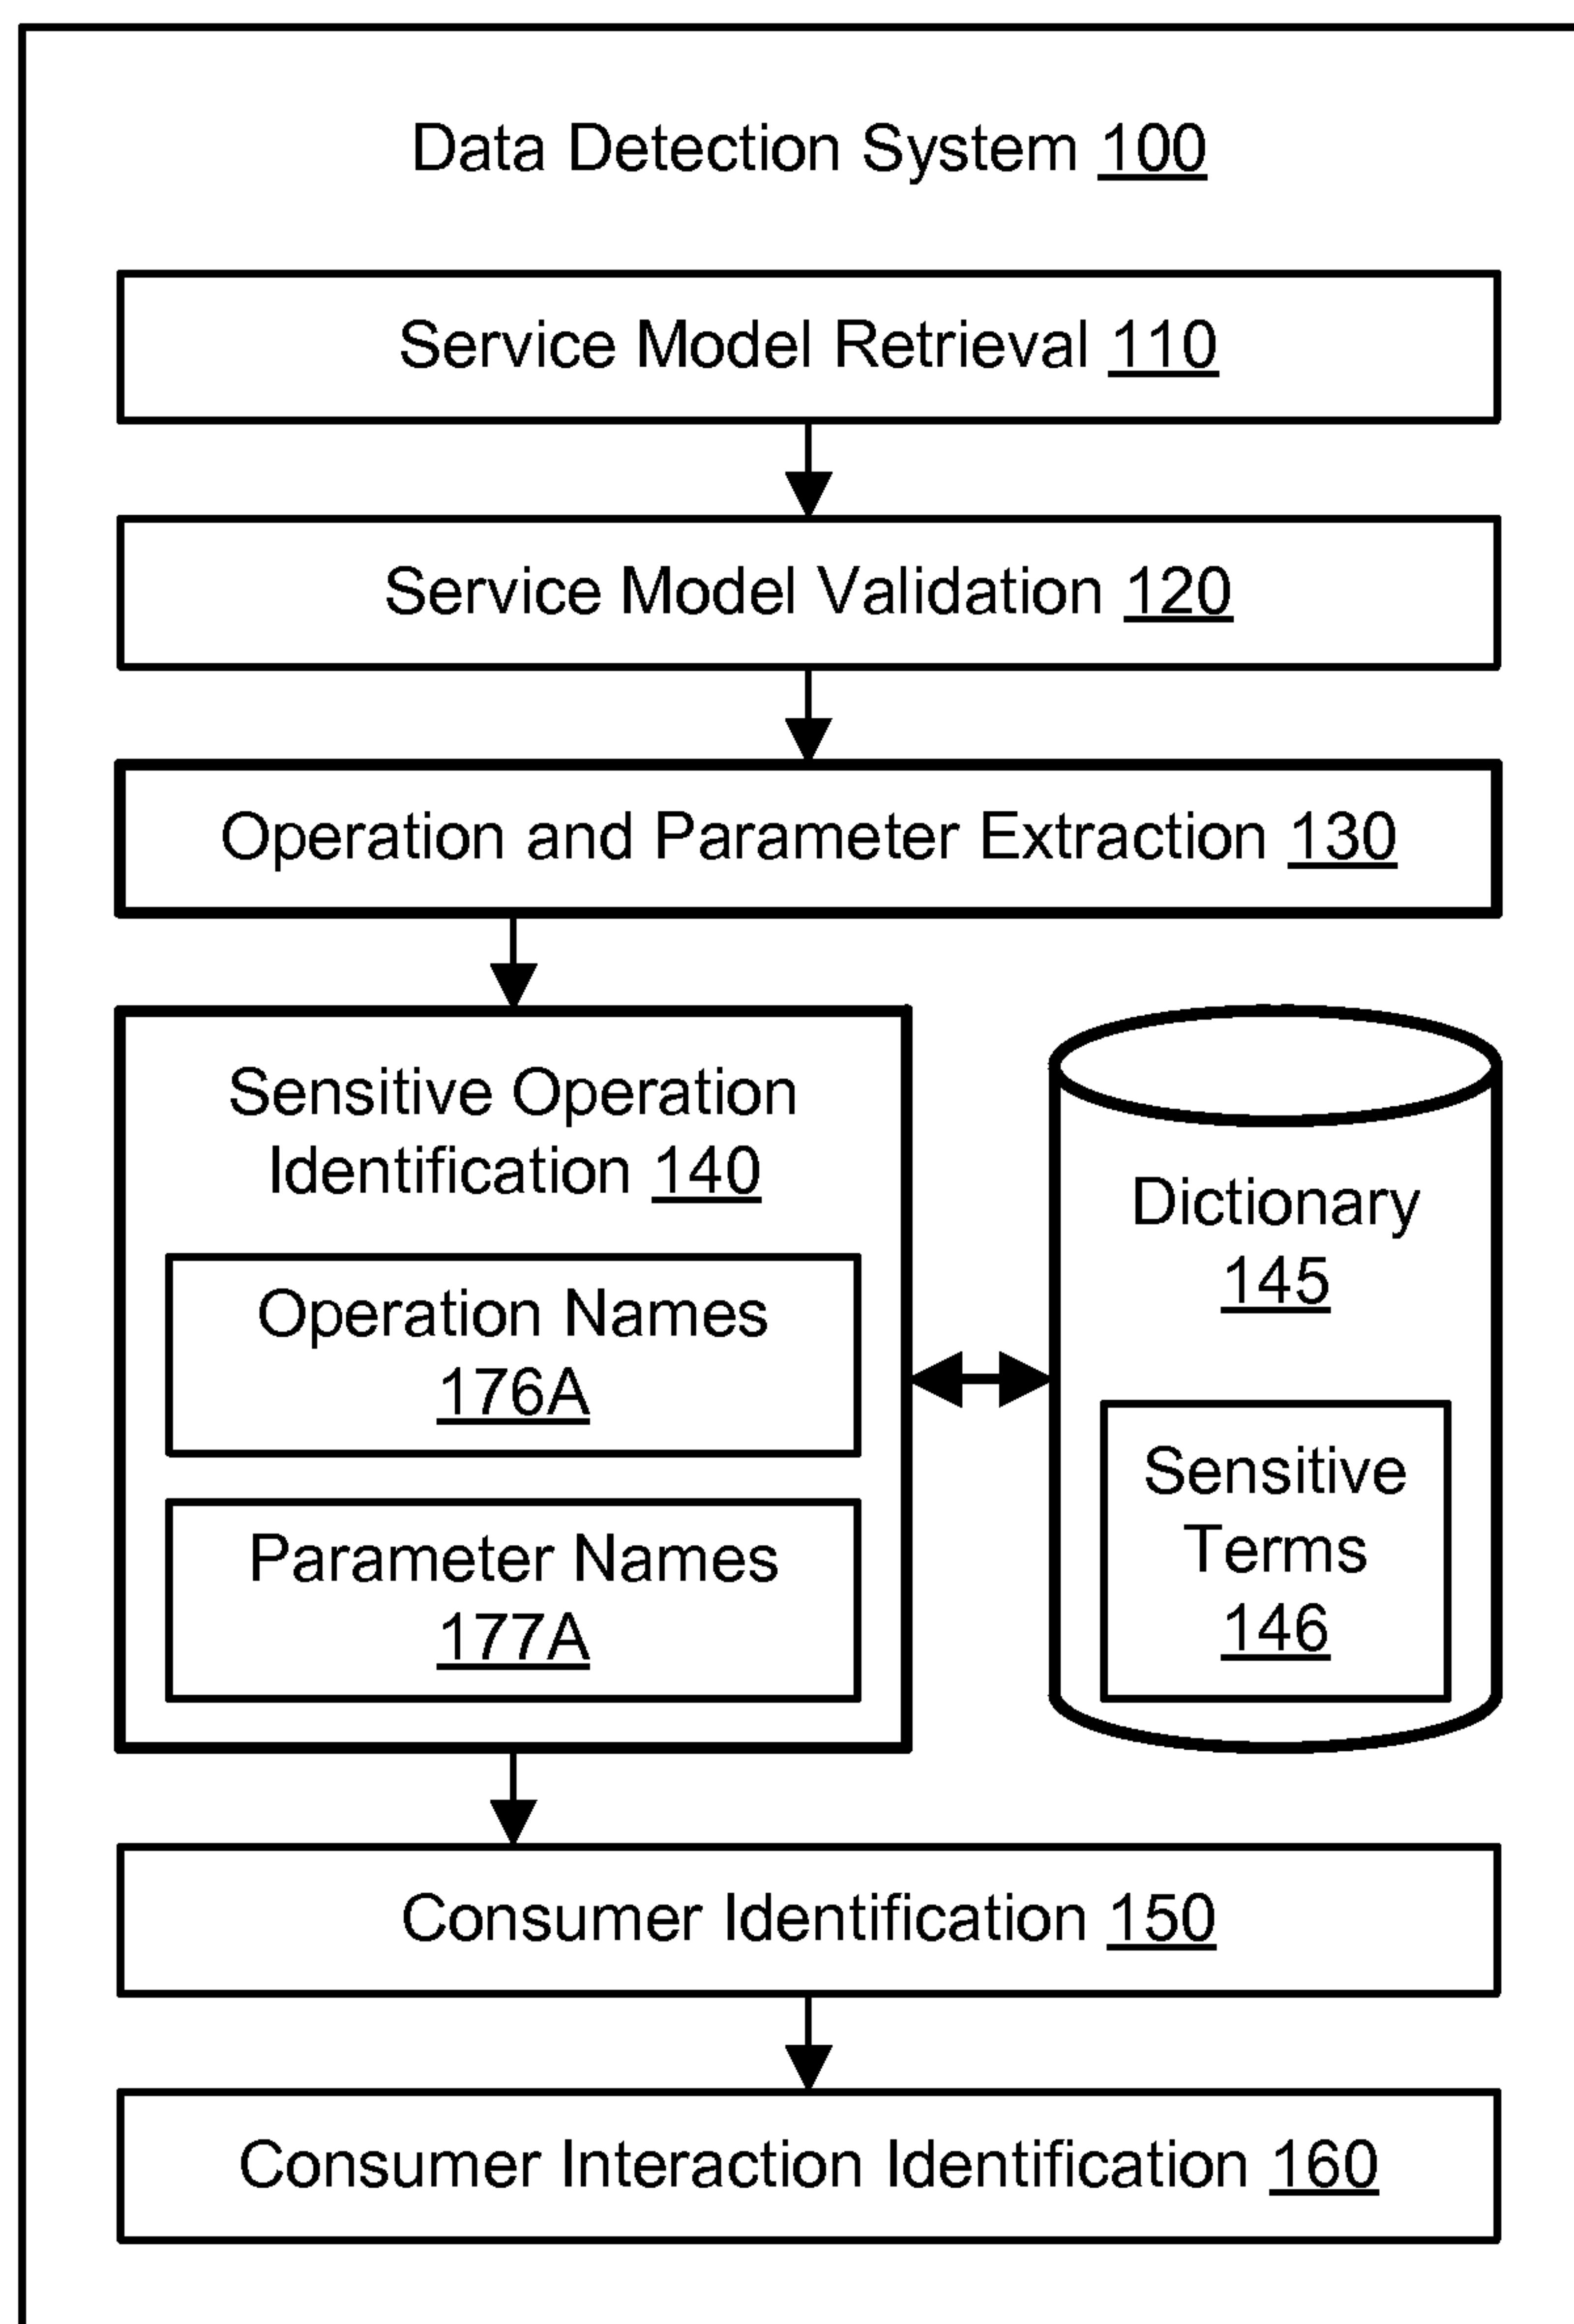 Data Detection System 100
Service Model Retrieval 110
Service Model Validation 120
Operation and Parameter Extraction 130
Sensitive Operation
Identification 140
Operation Names
176A
Parameter Names
177A
Dictionary
145
Sensitive
Terms
146
Consumer Identification 150
Consumer Interaction Identification 160